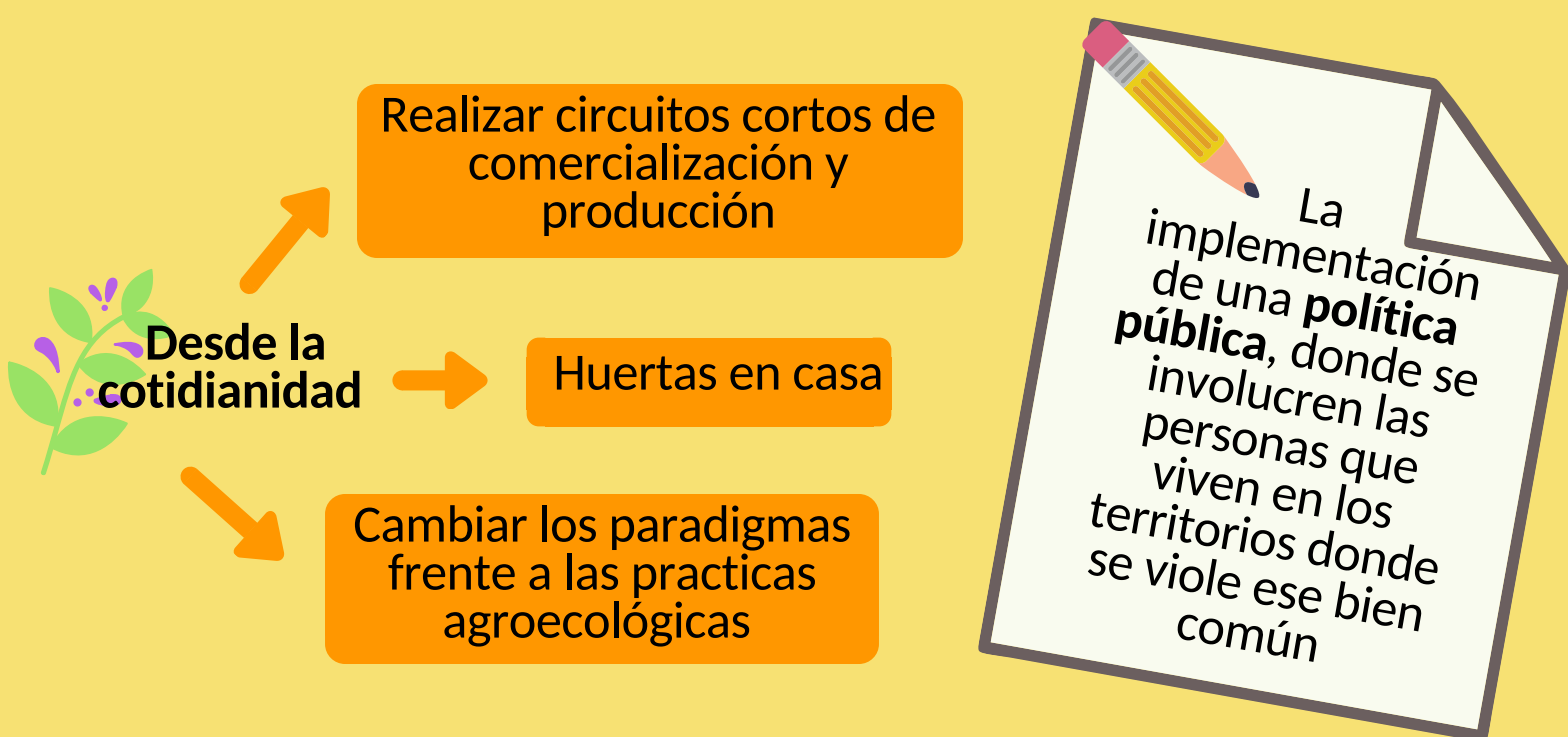 Desde la
cotidianidad
Realizar circuitos cortos de
comercialización y
producción
Huertas en casa
Cambiar los paradigmas
frente a las practicas
agroecológicas
La
implementación
de una política
pública, donde se
involucren las
personas que
viven en los
territorios donde
se viole ese bien
común